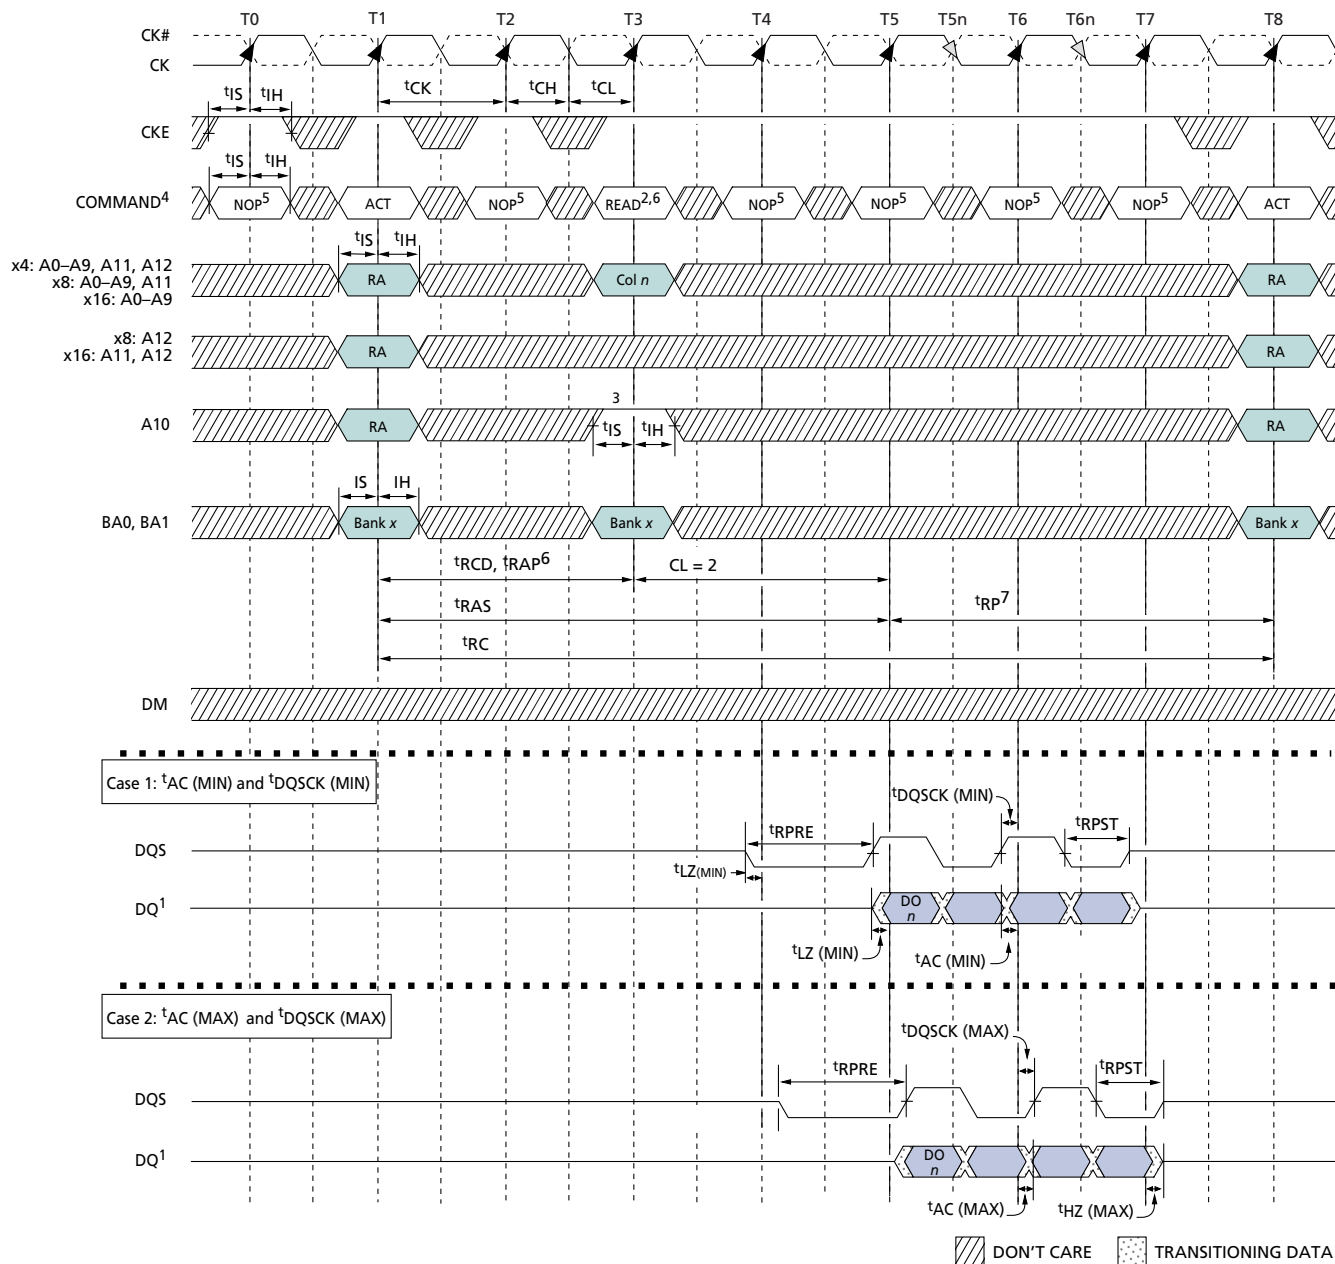 T0 T1 T2 T3 T4 T5 T5n T6 T6n T7 T8
CK#
CK
tCK tCH tCL
tIS tIH
CKE
tIS tIH
COMMAND4 NOP5 ACT NOP5 READ2,6 NOP5 NOP5 NOP5 NOP5 ACT
tIS tIH
x4: A0–A9, A11, A12
x8: A0–A9, A11
x16: A0–A9
RA Col n RA
x8: A12
x16: A11, A12
RA RA
3
A10 RA RA
tIS tIH
IS IH
BA0, BA1 Bank x Bank x Bank x
tRCD, tRAP6 CL = 2
tRAS tRP7
tRC
DM
Case 1: tAC (MIN) and tDQSCK (MIN)
tDQSCK (MIN)
tRPRE tRPST
DQS
tLZ(MIN)
DQ1 DO
n
tLZ (MIN) tAC (MIN)
Case 2: tAC (MAX) and tDQSCK (MAX)
tDQSCK (MAX)
tRPRE tRPST
DQS
DQ1 DO
n
tAC (MAX) tHZ (MAX)
DON'T CARE TRANSITIONING DATA